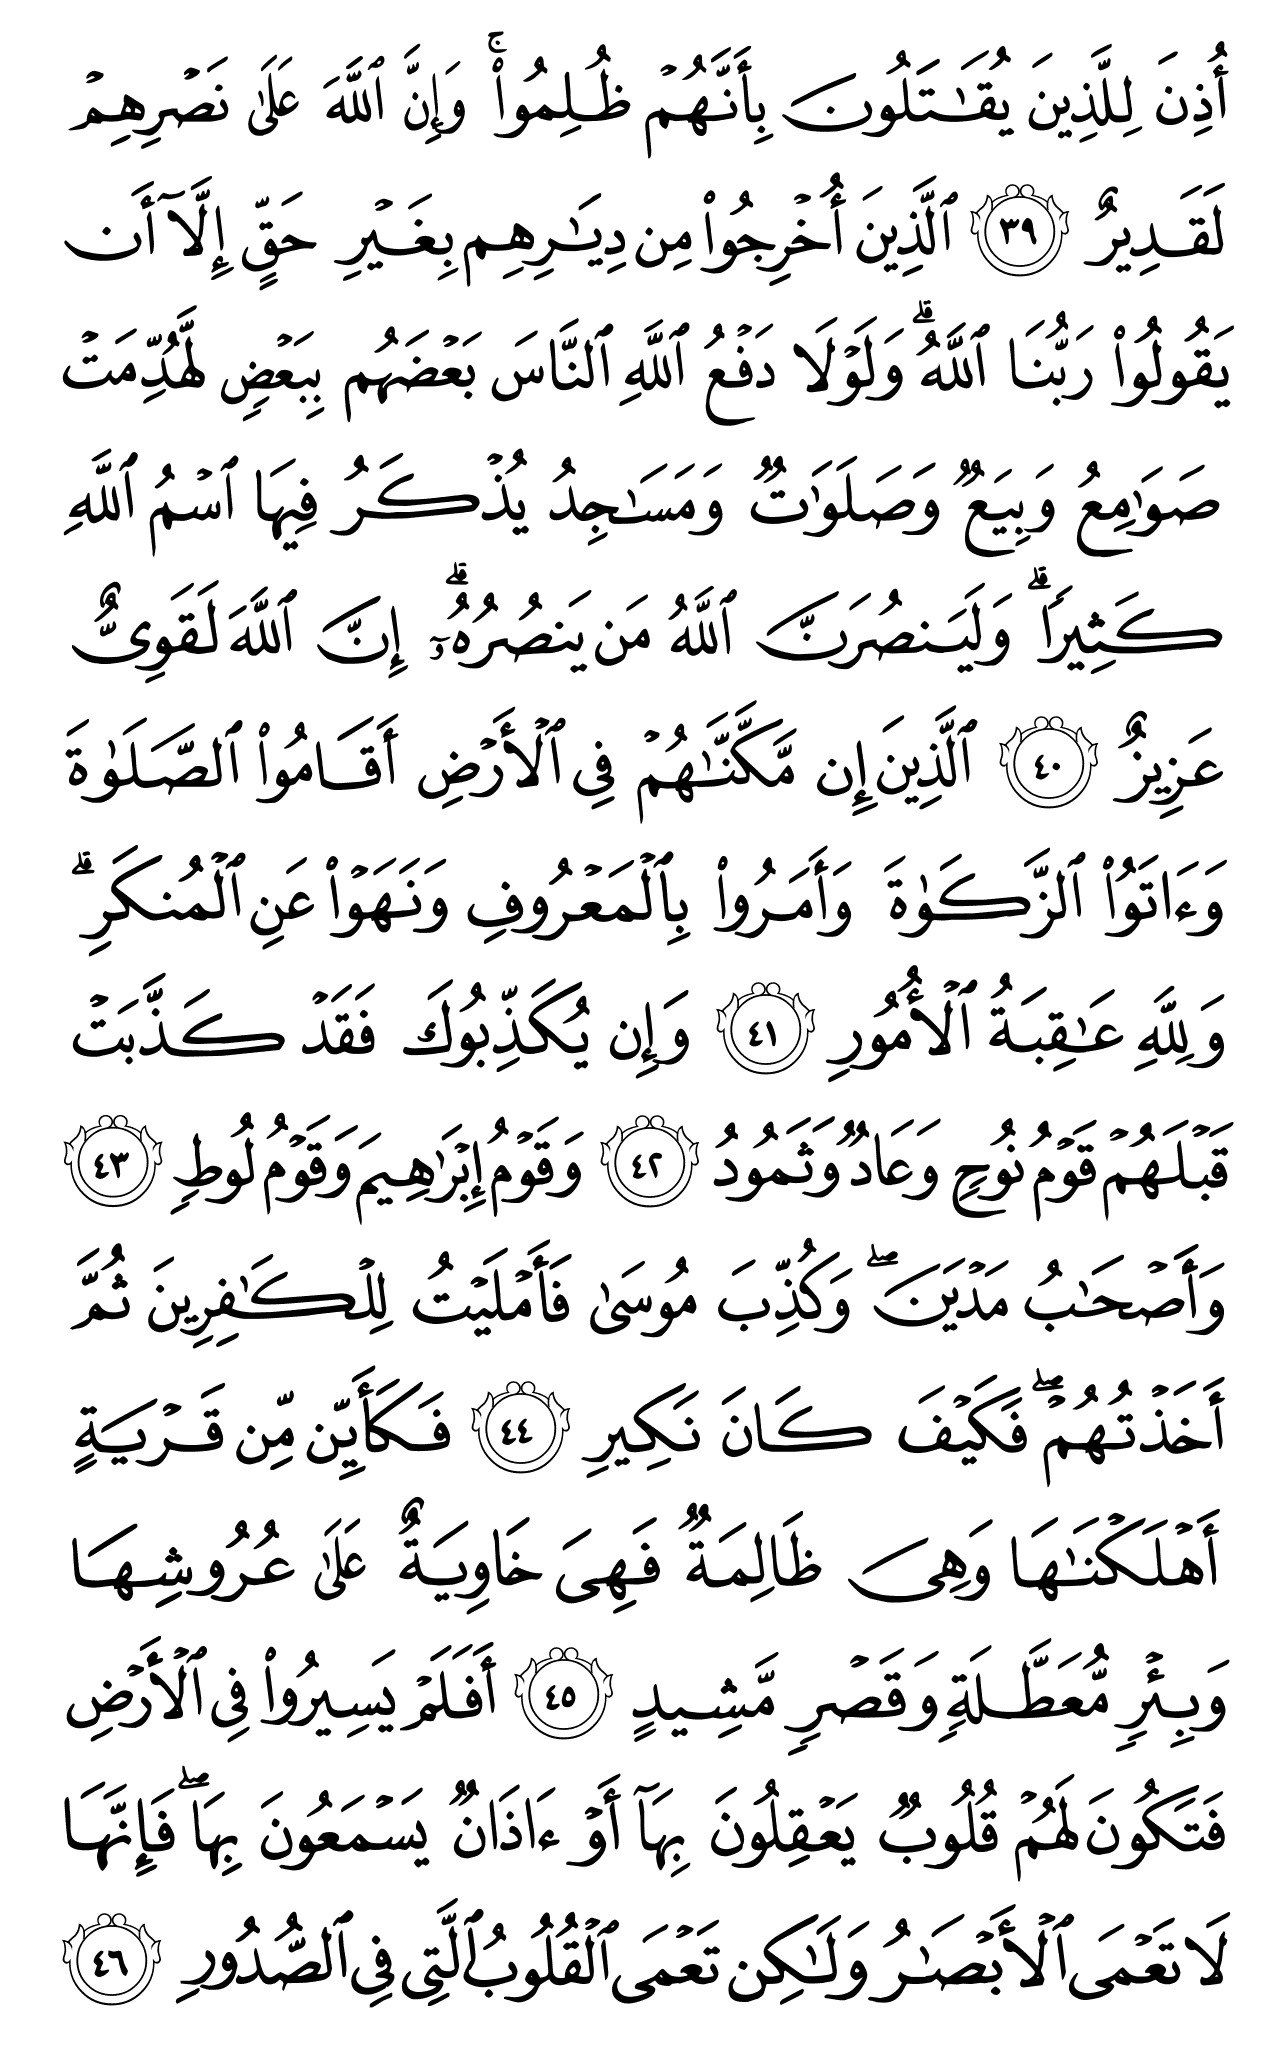 أُذِنَ لِلَّذِينَ يُقَٰتَلُونَ بِأَنَّهُمۡ ظُلِمُواْۚ وَإِنَّ ٱللَّهَ عَلَىٰ نَصۡرِهِمۡ
لَقَدِيرٌ ٣٩ ٱلَّذِينَ أُخۡرِجُواْ مِن دِيَٰرِهِم بِغَيۡرِ حَقٍّ إِلَّآ أَن
يَقُولُواْ رَبُّنَا ٱللَّهُۗ وَلَوۡلَا دَفۡعُ ٱللَّهِ ٱلنَّاسَ بَعۡضَهُم بِبَعۡضٖ لَّهُدِّمَتۡ
صَوَٰمِعُ وَبِيَعٞ وَصَلَوَٰتٞ وَمَسَٰجِدُ يُذۡكَرُ فِيهَا ٱسۡمُ ٱللَّهِ
كَثِيرٗاۗ وَلَيَنصُرَنَّ ٱللَّهُ مَن يَنصُرُهُۥٓۗ إِنَّ ٱللَّهَ لَقَوِيٌّ
عَزِيزٌ ٤٠ ٱلَّذِينَ إِن مَّكَّنَّٰهُمۡ فِي ٱلۡأَرۡضِ أَقَامُواْ ٱلصَّلَوٰةَ
وَءَاتَوُاْ ٱلزَّكَوٰةَ وَأَمَرُواْ بِٱلۡمَعۡرُوفِ وَنَهَوۡاْ عَنِ ٱلۡمُنكَرِۗ
وَلِلَّهِ عَٰقِبَةُ ٱلۡأُمُورِ ٤١ وَإِن يُكَذِّبُوكَ فَقَدۡ كَذَّبَتۡ
قَبۡلَهُمۡ قَوۡمُ نُوحٖ وَعَادٞ وَثَمُودُ ٤٢ وَقَوۡمُ إِبۡرَٰهِيمَ وَقَوۡمُ لُوطٖ ٤٣
وَأَصۡحَٰبُ مَدۡيَنَۖ وَكُذِّبَ مُوسَىٰ فَأَمۡلَيۡتُ لِلۡكَٰفِرِينَ ثُمَّ
أَخَذۡتُهُمۡۖ فَكَيۡفَ كَانَ نَكِيرِ ٤٤ فَكَأَيِّن مِّن قَرۡيَةٍ
أَهۡلَكۡنَٰهَا وَهِيَ ظَالِمَةٞ فَهِيَ خَاوِيَةٌ عَلَىٰ عُرُوشِهَا
وَبِئۡرٖ مُّعَطَّلَةٖ وَقَصۡرٖ مَّشِيدٍ ٤٥ أَفَلَمۡ يَسِيرُواْ فِي ٱلۡأَرۡضِ
فَتَكُونَ لَهُمۡ قُلُوبٞ يَعۡقِلُونَ بِهَآ أَوۡ ءَاذَانٞ يَسۡمَعُونَ بِهَاۖ فَإِنَّهَا
لَا تَعۡمَى ٱلۡأَبۡصَٰرُ وَلَٰكِن تَعۡمَى ٱلۡقُلُوبُ ٱلَّتِي فِي ٱلصُّدُورِ ٤٦